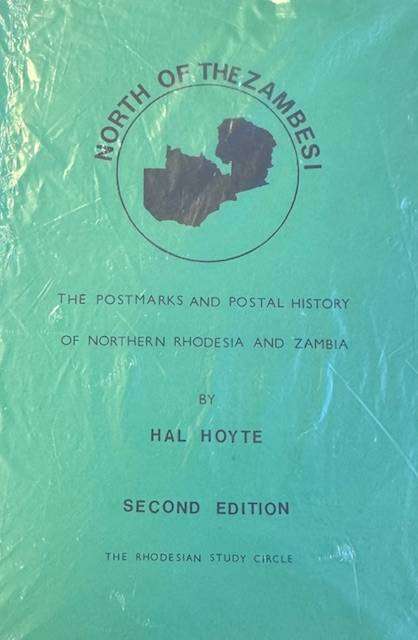 NORTH OF THE ZAMBESI
THE POSTMARKS AND POSTAL HISTORY
OF NORTHERN RHODESIA AND ZAMBIA
BY
HAL HOYTE
SECOND EDITION
THE RHODESIAN STUDY CIRCLE